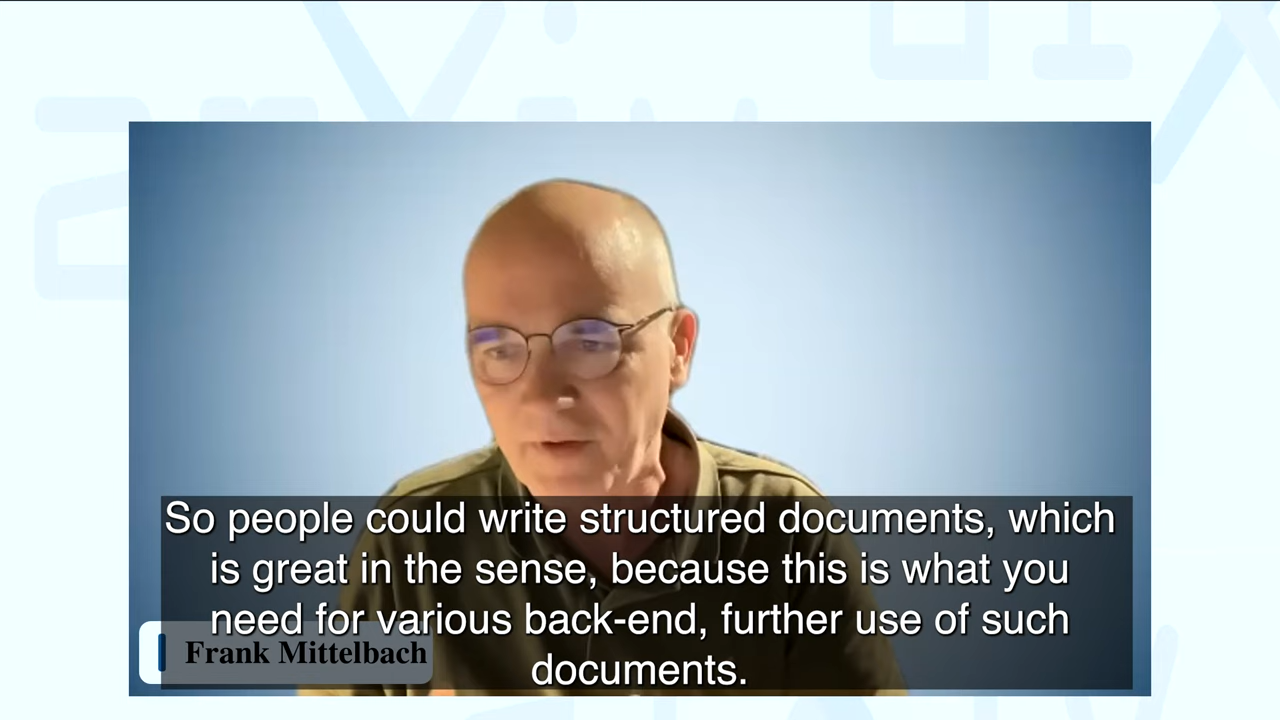 So people could write structured documents, which
is great in the sense, because this is what you
need for various back-end, further use of such
documents.
Frank Mittelbach